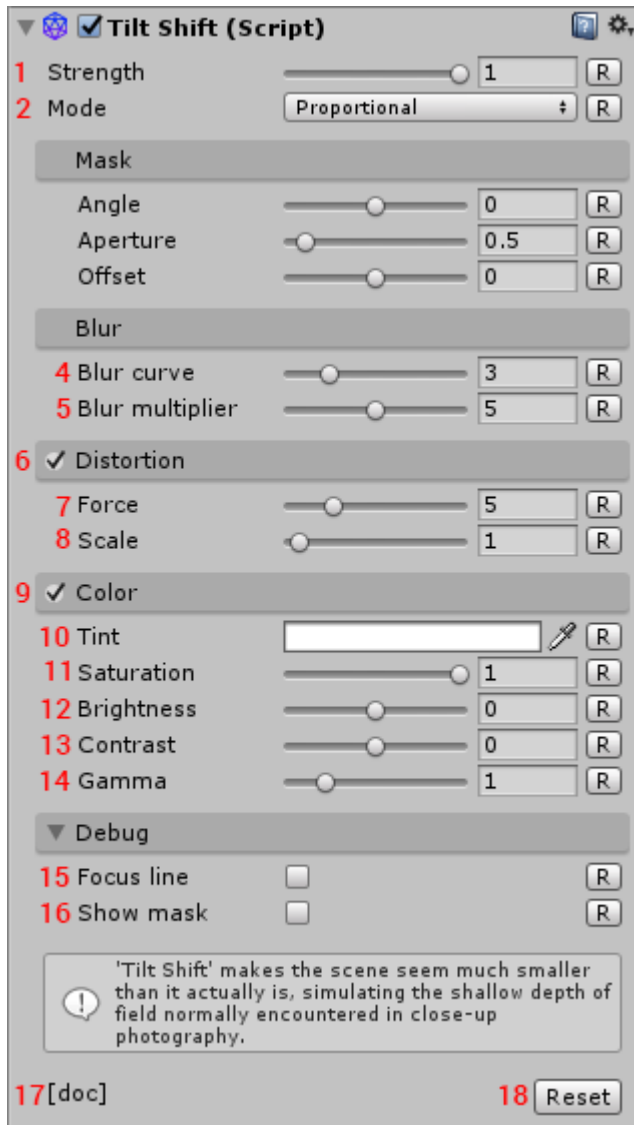 Tilt Shift (Script)
1 Strength 1 R
2 Mode Proportional R
Mask
Angle 0 R
Aperture 0.5 R
Offset 0 R
Blur
4 Blur curve 3 R
5 Blur multiplier 5 R
6 Distortion
7 Force 5 R
8 Scale 1 R
9 Color
10 Tint R
11 Saturation 1 R
12 Brightness 0 R
13 Contrast 0 R
14 Gamma 1 R
Debug
15 Focus line R
16 Show mask R
'Tilt Shift' makes the scene seem much smaller
than it actually is, simulating the shallow depth of
field normally encountered in close-up
photography.
17 [doc] 18 Reset